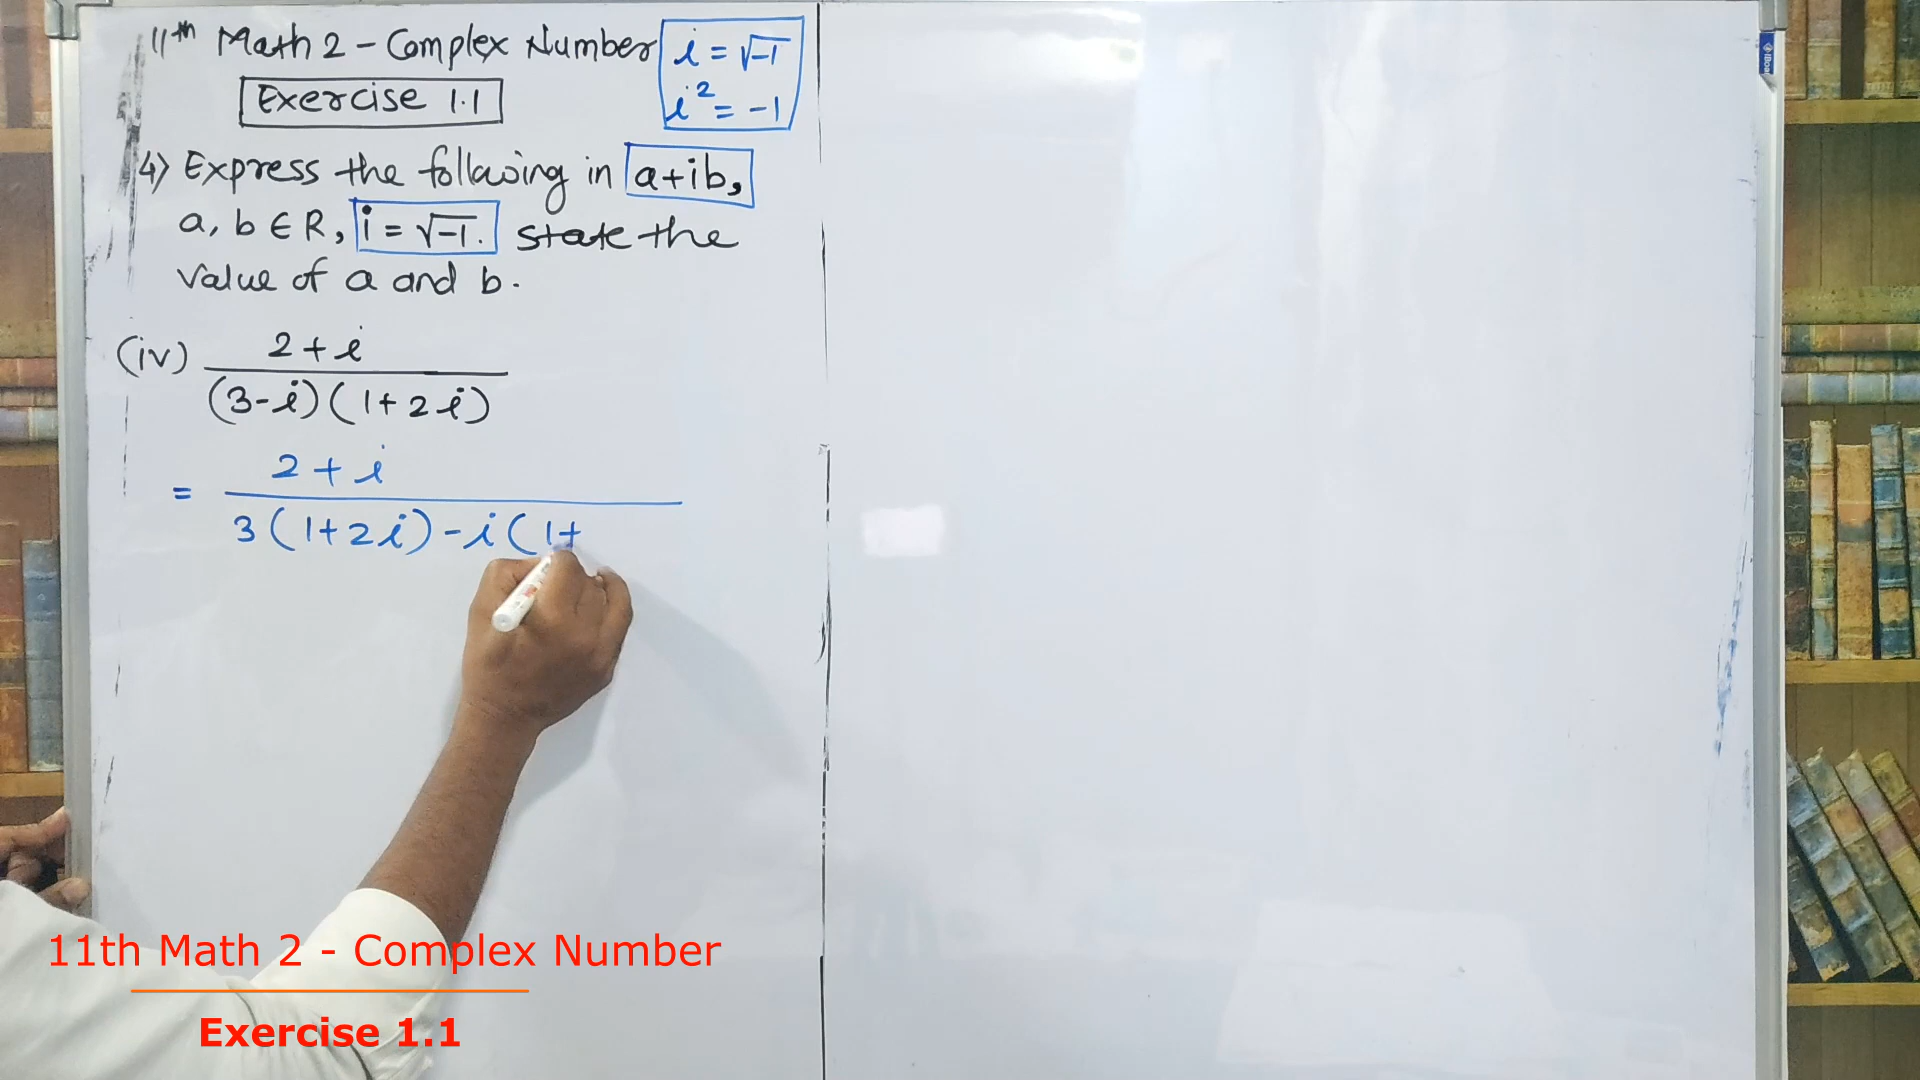 11th Math 2 - Complex Number
Exercise 1.1
i = √-1
i² = -1
4) Express the following in a+ib,
a, b ∈ R, i = √-1. state the
value of a and b.
(iv) 2 + i
(3-i)(1+2i)
= 2 + i
3(1+2i)-i(1+
11th Math 2 - Complex Number
Exercise 1.1